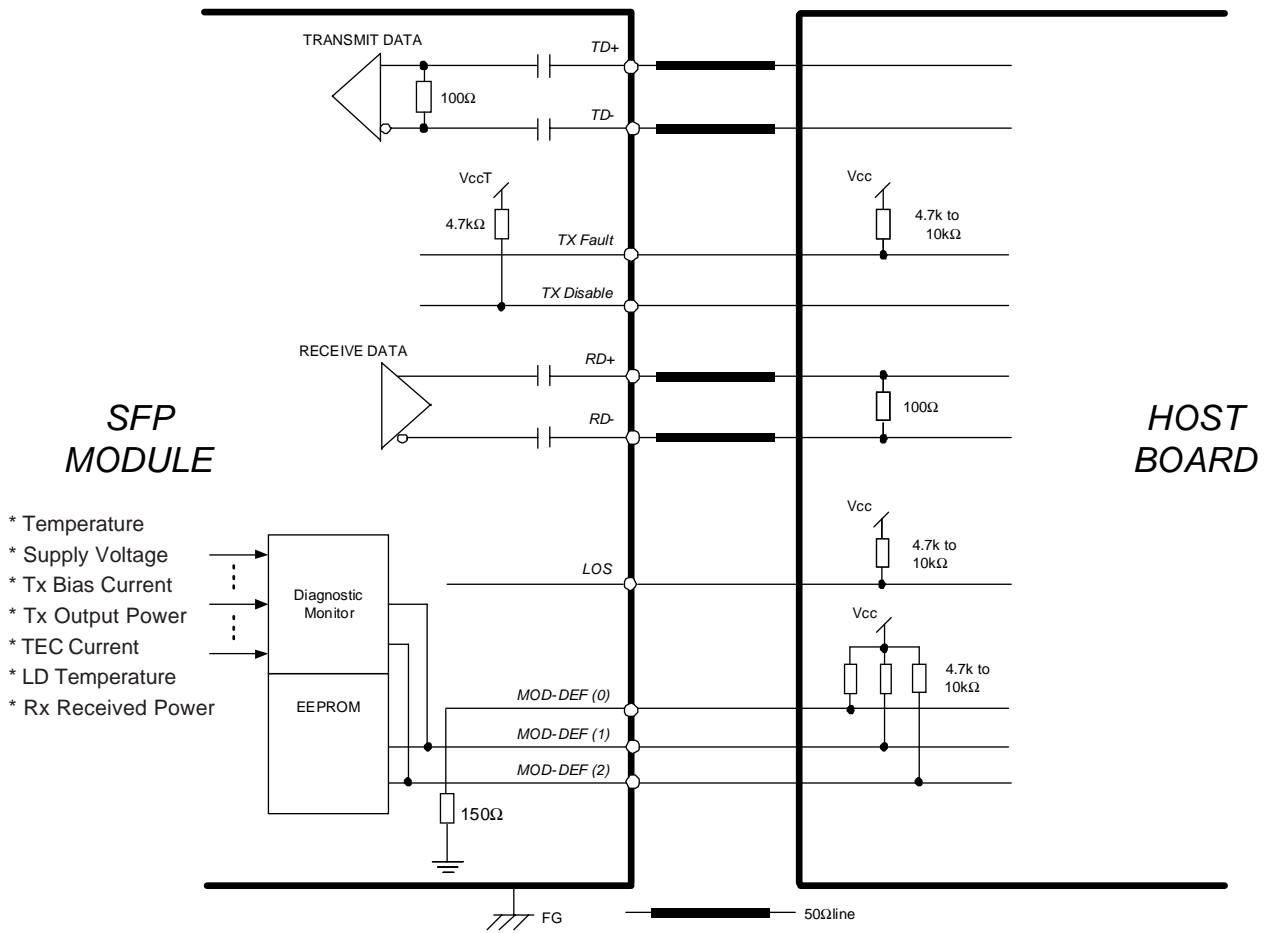 TRANSMIT DATA
TD+
100Ω
TD-
VccT
4.7kΩ
TX Fault
TX Disable
Vcc
4.7k to
10kΩ
RECEIVE DATA
RD+
RD-
100Ω
SFP
MODULE
HOST
BOARD
* Temperature
* Supply Voltage
* Tx Bias Current
* Tx Output Power
* TEC Current
* LD Temperature
* Rx Received Power
Diagnostic
Monitor
EEPROM
LOS
Vcc
4.7k to
10kΩ
Vcc
4.7k to
10kΩ
MOD-DEF (0)
MOD-DEF (1)
MOD-DEF (2)
150Ω
FG
50Ωline